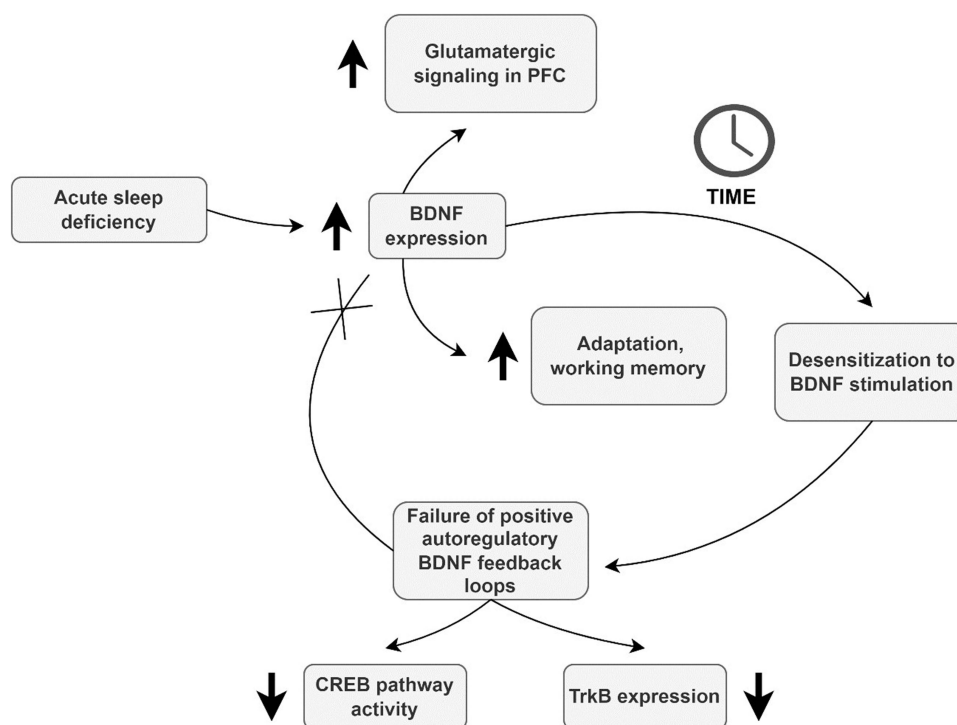 Glutamatergic
signaling in PFC
TIME
Acute sleep
deficiency
BDNF
expression
Adaptation,
working memory
Desensitization to
BDNF stimulation
Failure of positive
autoregulatory
BDNF feedback
loops
CREB pathway
activity
TrkB expression